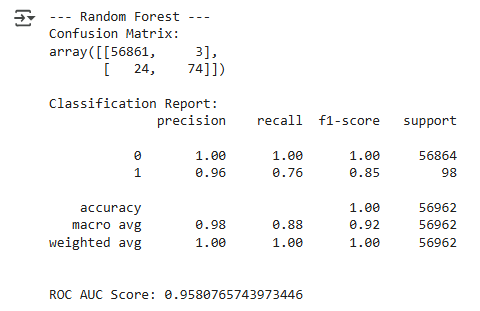 --- Random Forest ---
Confusion Matrix:
array([[56861,     3],
       [   24,    74]])
Classification Report:
              precision    recall  f1-score   support
           0       1.00      1.00      1.00     56864
           1       0.96      0.76      0.85        98
    accuracy                           1.00     56962
   macro avg       0.98      0.88      0.92     56962
weighted avg       1.00      1.00      1.00     56962
ROC AUC Score: 0.9580765743973446